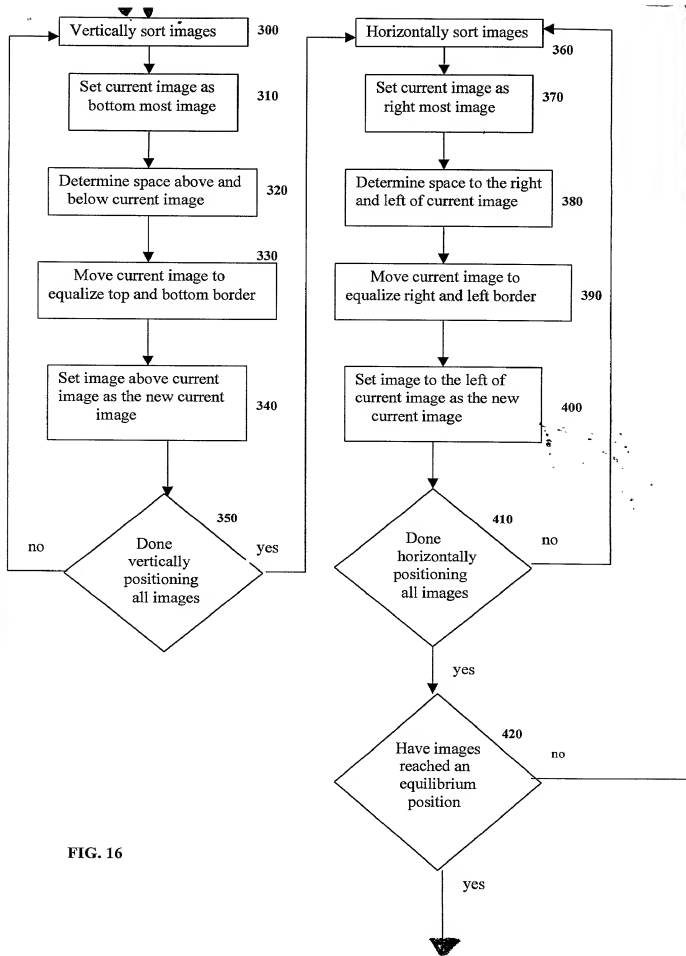 Vertically sort images
300
Set current image as
bottom most image
310
Determine space above and
below current image
320
330
Move current image to
equalize top and bottom border
Set image above current
image as the new current
image
340
350
Done
vertically
positioning
all images
no
yes
Horizontally sort images
360
Set current image as
right most image
370
Determine space to the right
and left of current image
380
Move current image to
equalize right and left border
390
Set image to the left of
current image as the new
current image
400
410
Done
horizontally
positioning
all images
no
yes
420
Have images
reached an
equilibrium
position
no
yes
FIG. 16